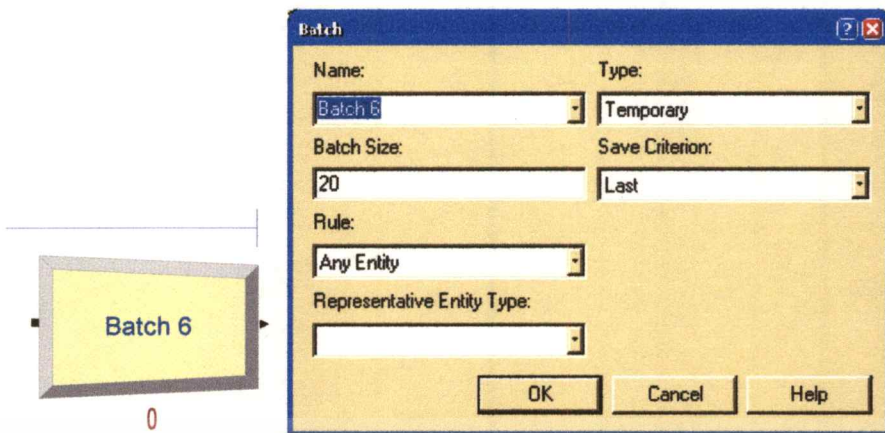 Batch
Name:
Type:
Batch 6
Temporary
Batch Size:
Save Criterion:
20
Last
Rule:
Any Entity
Representative Entity Type:
OK
Cancel
Help
Batch 6
0